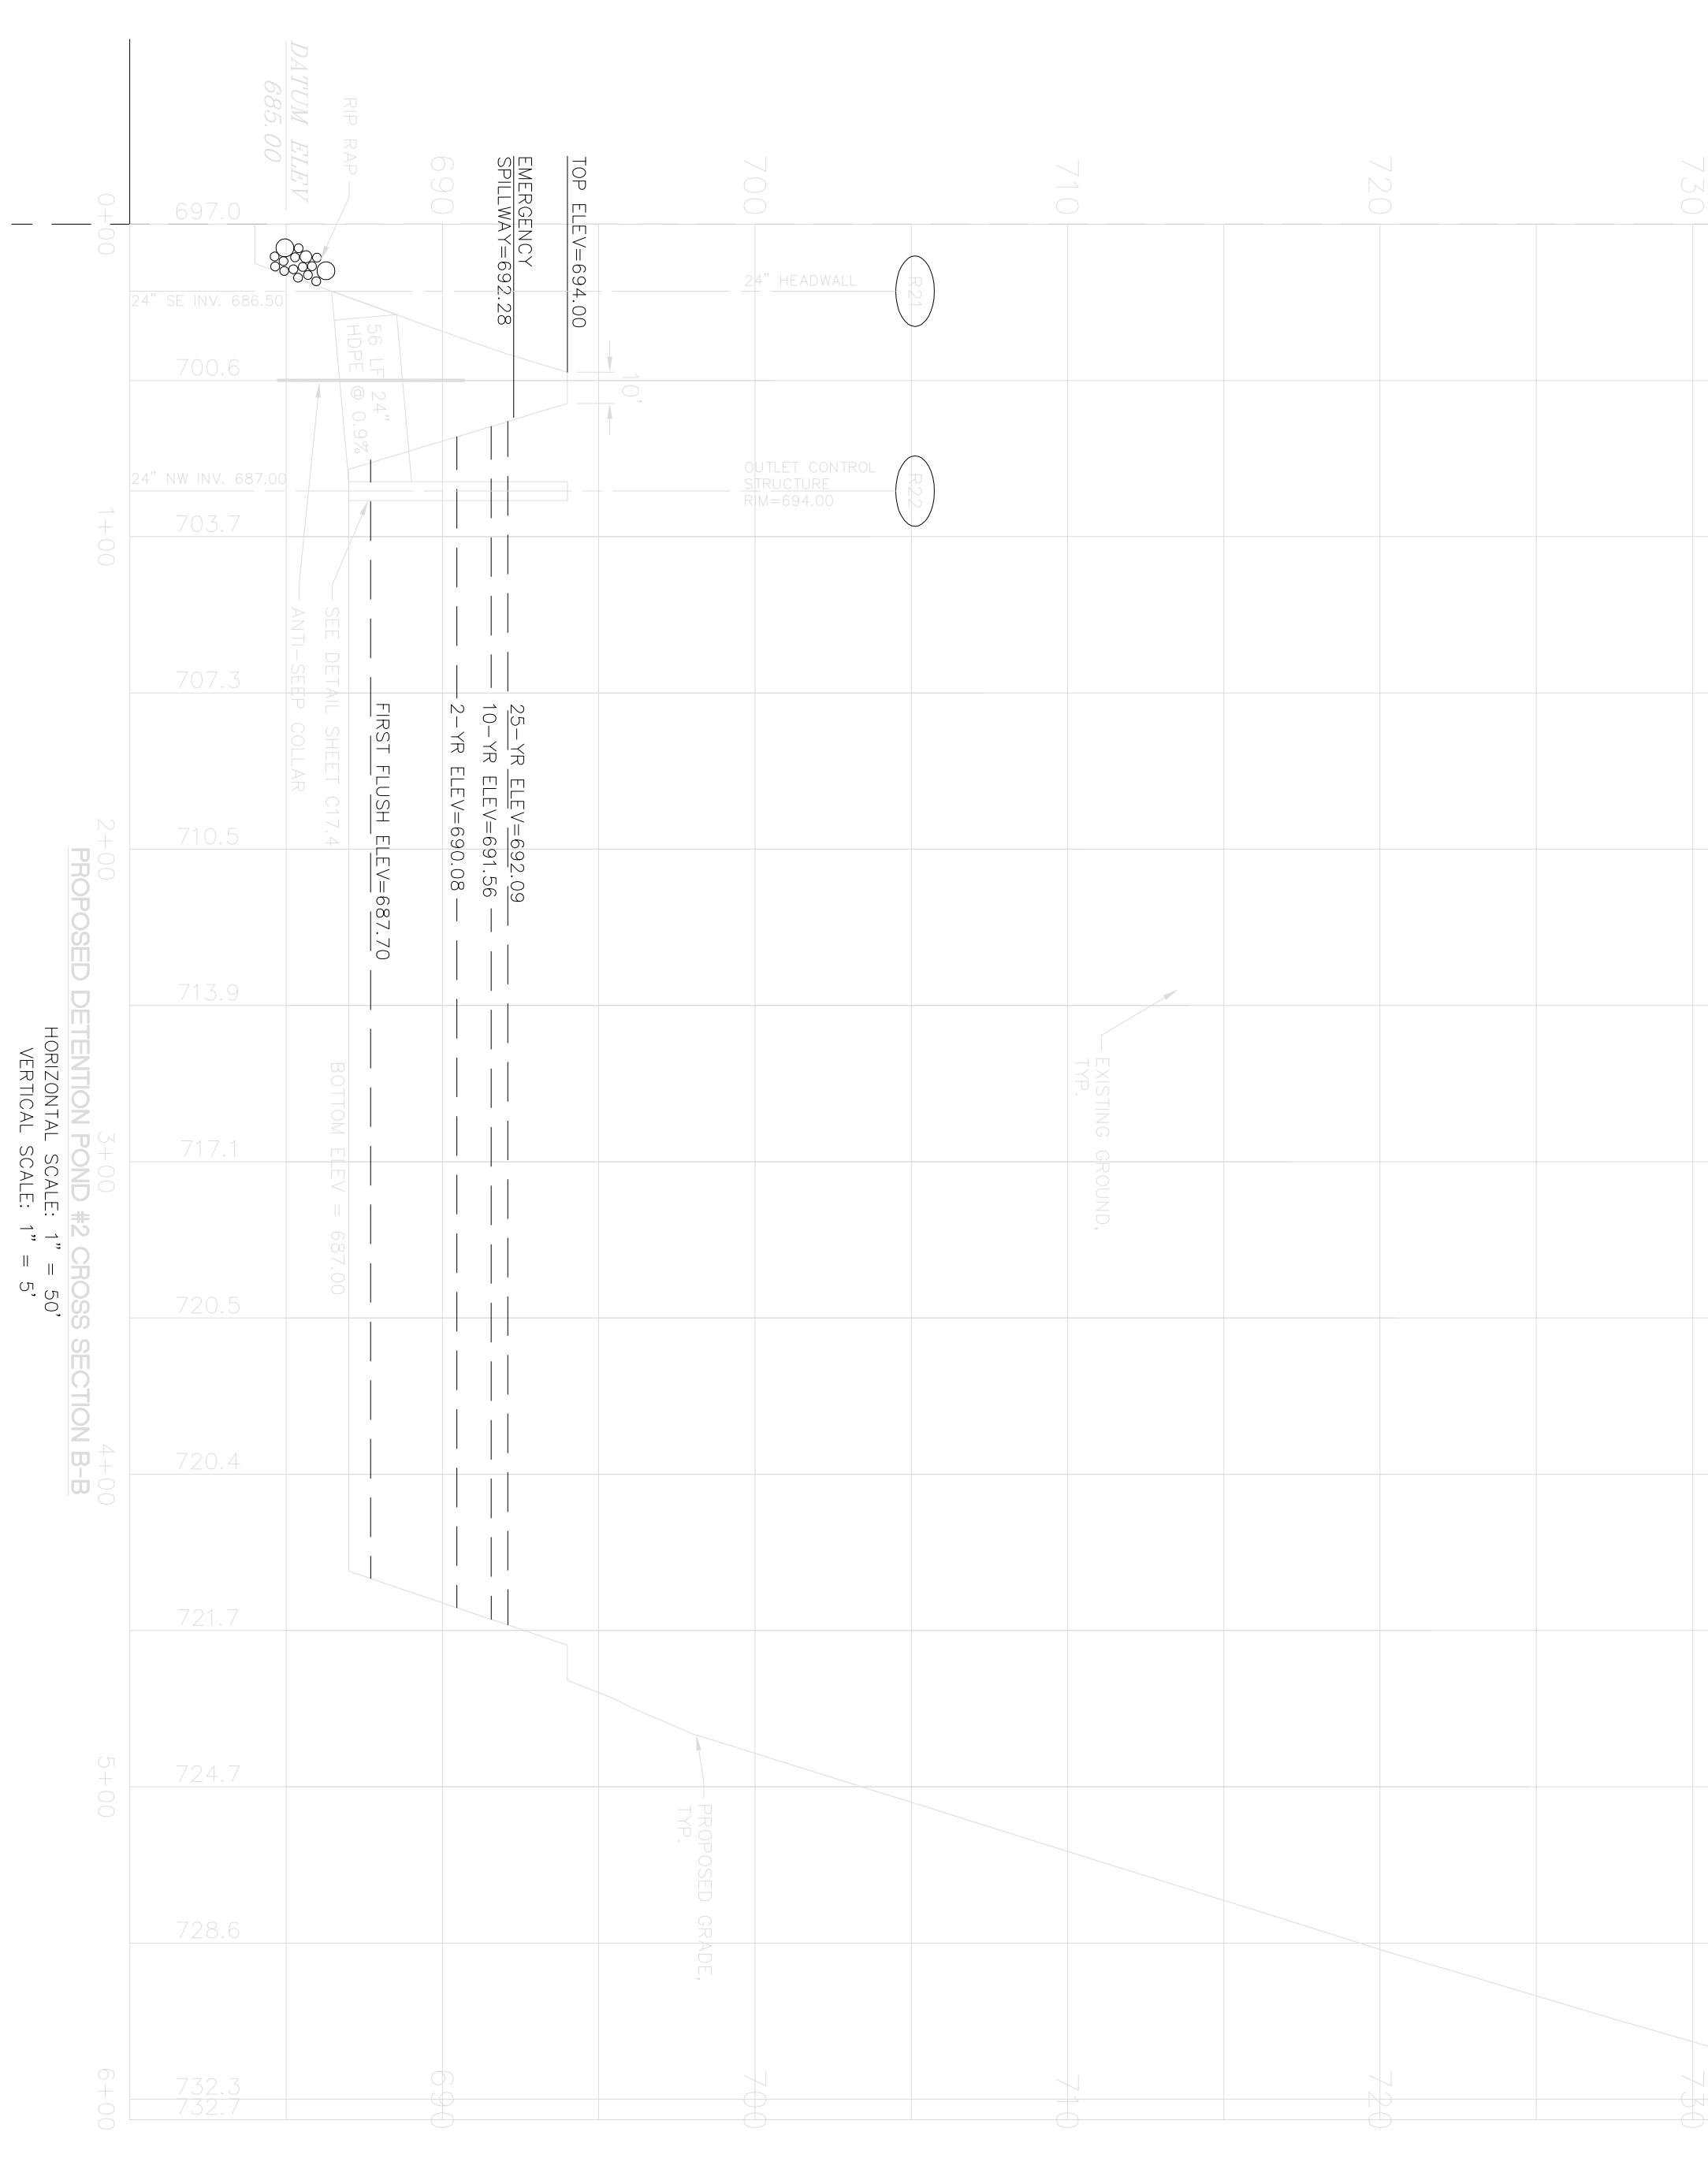 730
730
720
720
710
710
700
700
690
690
R21
R22
24" HEADWALL
OUTLET CONTROL
STRUCTURE
RIM=694.00
EXISTING GROUND,
TYP.
PROPOSED GRADE,
TYP.
10'
TOP ELEV=694.00
EMERGENCY
SPILLWAY=692.28
25-YR ELEV=692.09
10-YR ELEV=691.56
2-YR ELEV=690.08
FIRST FLUSH ELEV=687.70
56 LF 24"
HDPE @ 0.9%
RIP RAP
BOTTOM ELEV = 687.00
SEE DETAIL SHEET C17.4
ANTI-SEEP COLLAR
DATUM ELEV
685.00
24" SE INV. 686.50
24" NW INV. 687.00
697.0
700.6
703.7
707.3
710.5
713.9
717.1
720.5
720.4
721.7
724.7
728.6
732.3
732.7
0+00
1+00
2+00
3+00
4+00
5+00
6+00
PROPOSED DETENTION POND #2 CROSS SECTION B-B
HORIZONTAL SCALE: 1" = 50'
VERTICAL SCALE: 1" = 5'